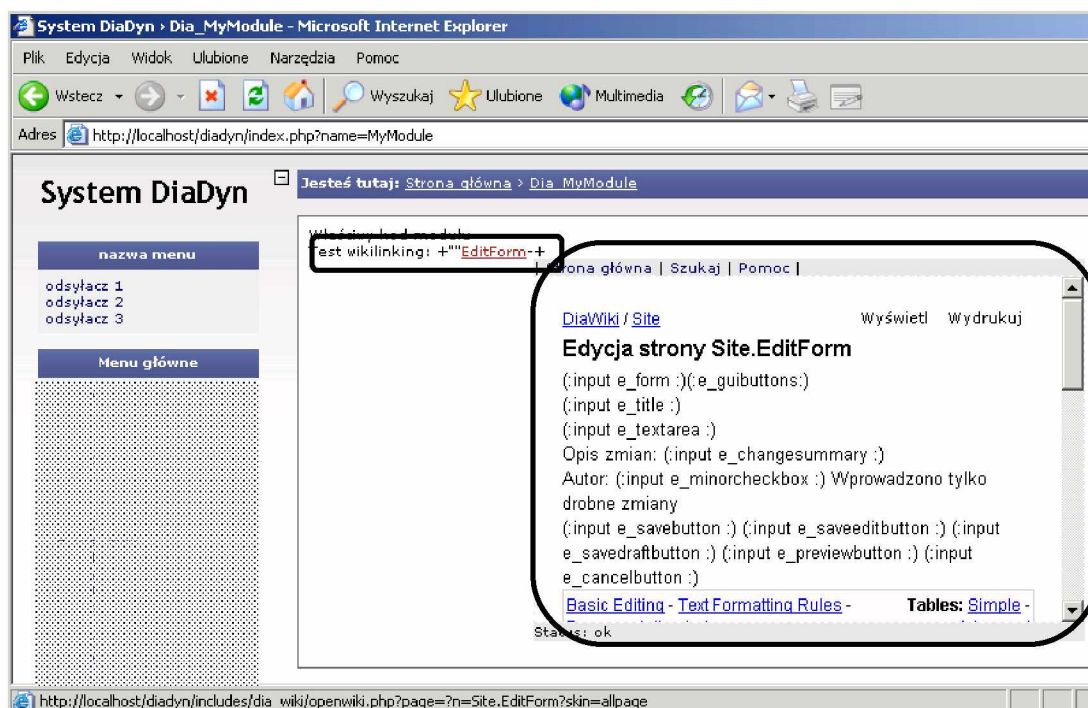 System DiaDyn › Dia_MyModule - Microsoft Internet Explorer
Plik Edycja Widok Ulubione Narzędzia Pomoc
Wstecz Wyszukaj Ulubione Multimedia
Adres http://localhost/diadyn/index.php?name=MyModule
System DiaDyn
Jesteś tutaj: Strona główna > Dia_MyModule
nazwa menu
odsyłacz 1
odsyłacz 2
odsyłacz 3
Menu główne
Właściwy kod modułu
Test wikilinking: +""EditForm-+
| Strona główna | Szukaj | Pomoc |
DiaWiki / Site Wyświetl Wydrukuj
Edycja strony Site.EditForm
(:input e_form :)(:e_guibuttons:)
(:input e_title :)
(:input e_textarea :)
Opis zmian: (:input e_changesummary :)
Autor: (:input e_minorcheckbox :) Wprowadzono tylko
drobne zmiany
(:input e_savebutton :) (:input e_saveeditbutton :) (:input
e_savedraftbutton :) (:input e_previewbutton :) (:input
e_cancelbutton :)
Basic Editing - Text Formatting Rules - Tables: Simple -
Status: ok
http://localhost/diadyn/includes/dia_wiki/openwiki.php?page=?n=Site.EditForm?skin=allpage